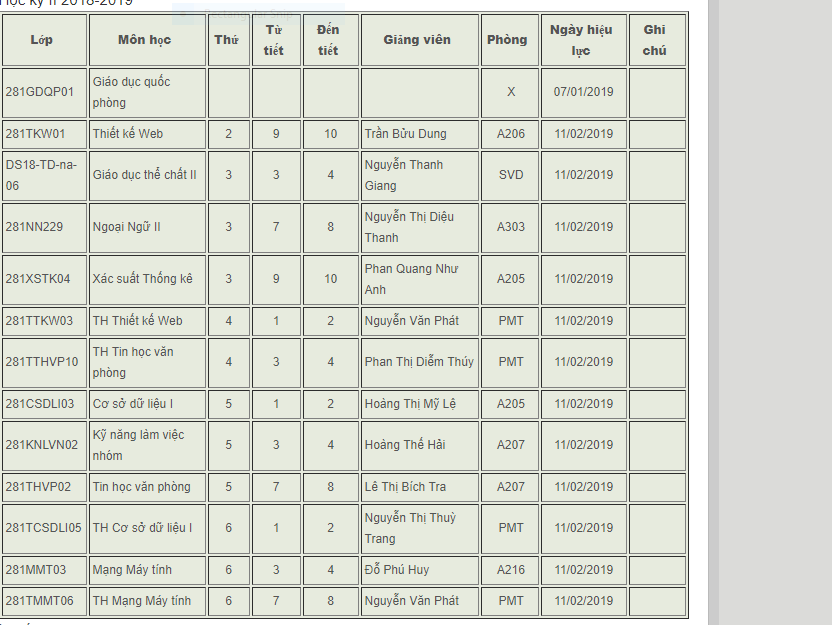 Học kỳ II 2018-2019
Lớp Môn học Thứ Từ tiết Đến tiết Giảng viên Phòng Ngày hiệu lực Ghi chú
281GDQP01 Giáo dục quốc phòng X 07/01/2019
281TKW01 Thiết kế Web 2 9 10 Trần Bửu Dung A206 11/02/2019
DS18-TD-na-06 Giáo dục thể chất II 3 3 4 Nguyễn Thanh Giang SVD 11/02/2019
281NN229 Ngoại Ngữ II 3 7 8 Nguyễn Thị Diệu Thanh A303 11/02/2019
281XSTK04 Xác suất Thống kê 3 9 10 Phan Quang Như Anh A205 11/02/2019
281TTKW03 TH Thiết kế Web 4 1 2 Nguyễn Văn Phát PMT 11/02/2019
281TTHVP10 TH Tin học văn phòng 4 3 4 Phan Thị Diễm Thúy PMT 11/02/2019
281CSDLI03 Cơ sở dữ liệu I 5 1 2 Hoàng Thị Mỹ Lệ A205 11/02/2019
281KNLVN02 Kỹ năng làm việc nhóm 5 3 4 Hoàng Thế Hải A207 11/02/2019
281THVP02 Tin học văn phòng 5 7 8 Lê Thị Bích Tra A207 11/02/2019
281TCSDLI05 TH Cơ sở dữ liệu I 6 1 2 Nguyễn Thị Thuỳ Trang PMT 11/02/2019
281MMT03 Mạng Máy tính 6 3 4 Đỗ Phú Huy A216 11/02/2019
281TMMT06 TH Mạng Máy tính 6 7 8 Nguyễn Văn Phát PMT 11/02/2019